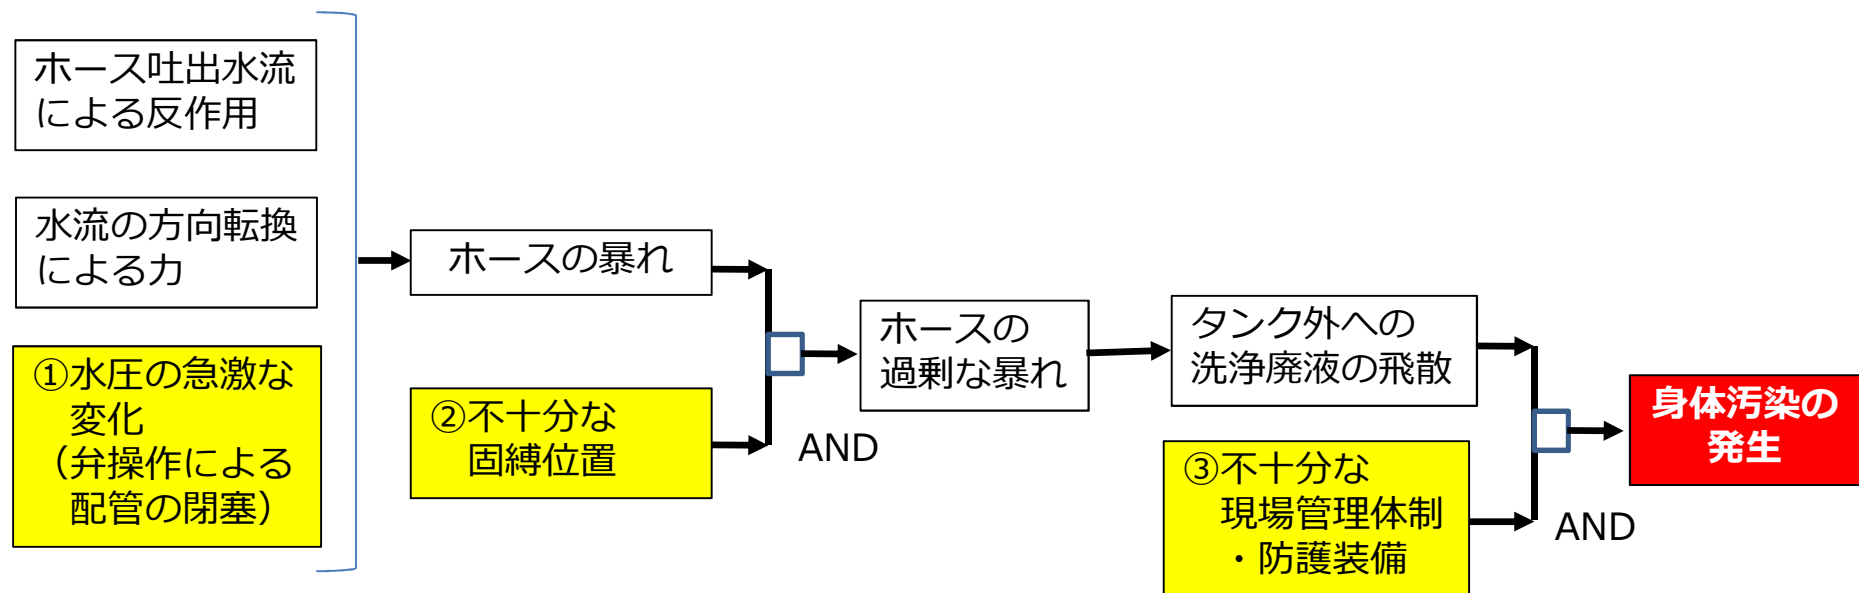 ホース吐出水流
による反作用
水流の方向転換
による力
①水圧の急激な
変化
（弁操作による
配管の閉塞）
ホースの暴れ
②不十分な
固縛位置
AND
ホースの
過剰な暴れ
タンク外への
洗浄廃液の飛散
③不十分な
現場管理体制
・防護装備
AND
身体汚染の
発生